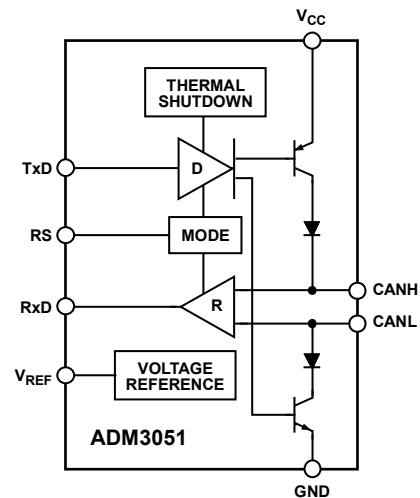 VCC
THERMAL
SHUTDOWN
TxD
D
RS
MODE
RxD
R
CANH
CANL
VREF
VOLTAGE
REFERENCE
ADM3051
GND